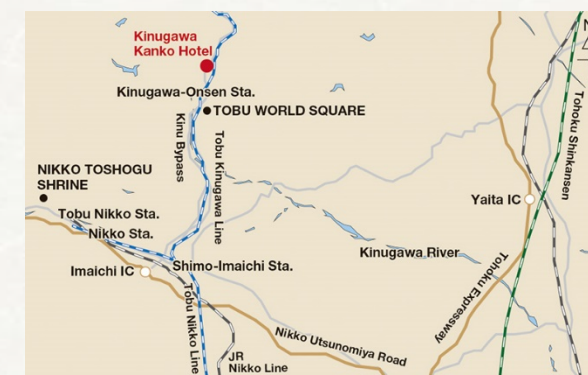 Kinugawa
Kanko Hotel
Kinugawa-Onsen Sta.
TOBU WORLD SQUARE
Kinu Bypass
Tobu Kinugawa Line
Tohoku Shinkansen
NIKKO TOSHOGU
SHRINE
Yaita IC
Tobu Nikko Sta.
Nikko Sta.
Kinugawa River
Imaichi IC
Shimo-Imaichi Sta.
Tohoku Expressway
Tobu Nikko Line
Nikko Utsunomiya Road
JR
Nikko Line